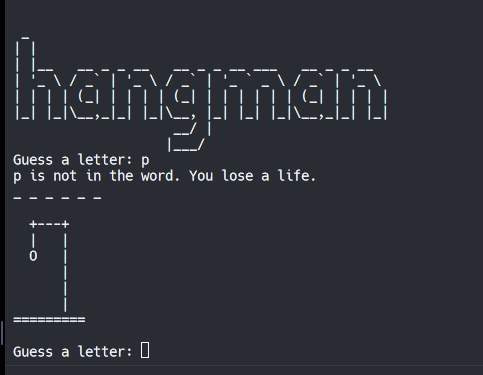 hangman
Guess a letter: p
p is not in the word. You lose a life.
_ _ _ _ _ _
+---+
|   |
O   |
    |
    |
    |
=========
Guess a letter: